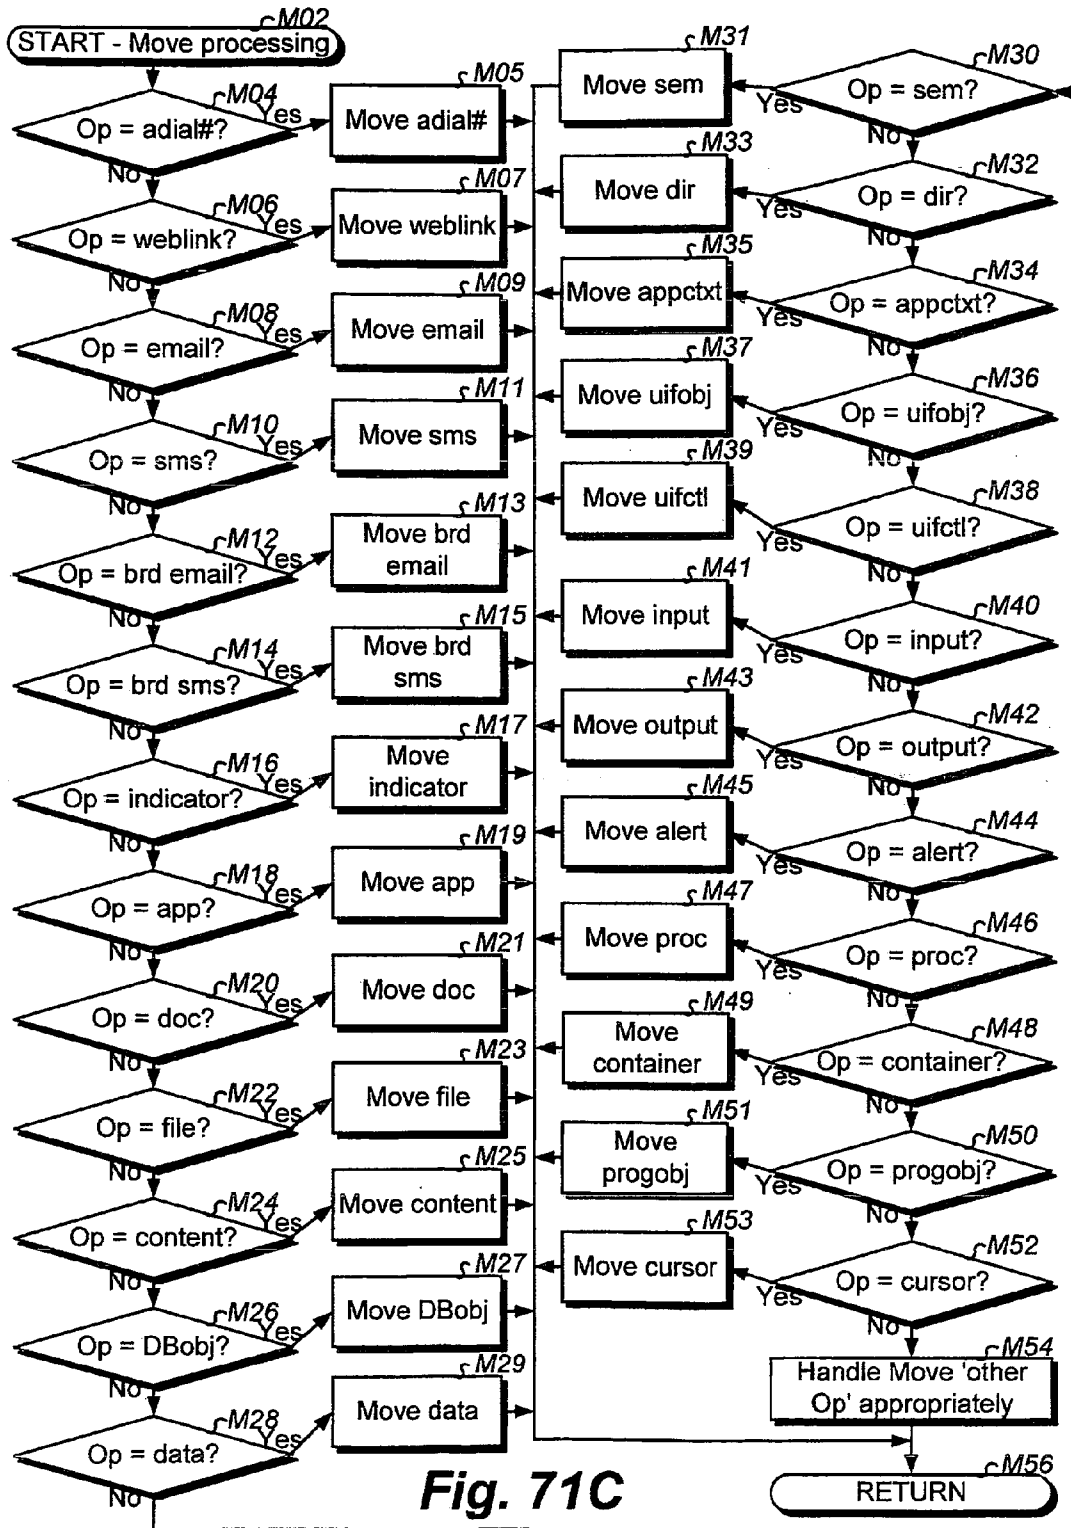 M02
START - Move processing
M04
Op = adial#?
Yes
No
M05
Move adial#
M06
Op = weblink?
Yes
No
M07
Move weblink
M08
Op = email?
Yes
No
M09
Move email
M10
Op = sms?
Yes
No
M11
Move sms
M12
Op = brd email?
Yes
No
M13
Move brd
email
M14
Op = brd sms?
Yes
No
M15
Move brd
sms
M16
Op = indicator?
Yes
No
M17
Move
indicator
M18
Op = app?
Yes
No
M19
Move app
M20
Op = doc?
Yes
No
M21
Move doc
M22
Op = file?
Yes
No
M23
Move file
M24
Op = content?
Yes
No
M25
Move content
M26
Op = DBobj?
Yes
No
M27
Move DBobj
M28
Op = data?
Yes
No
M29
Move data
M30
Op = sem?
Yes
No
M31
Move sem
M32
Op = dir?
Yes
No
M33
Move dir
M34
Op = appctxt?
Yes
No
M35
Move appctxt
M36
Op = uifobj?
Yes
No
M37
Move uifobj
M38
Op = uifctl?
Yes
No
M39
Move uifctl
M40
Op = input?
Yes
No
M41
Move input
M42
Op = output?
Yes
No
M43
Move output
M44
Op = alert?
Yes
No
M45
Move alert
M46
Op = proc?
Yes
No
M47
Move proc
M48
Op = container?
Yes
No
M49
Move
container
M50
Op = progobj?
Yes
No
M51
Move
progobj
M52
Op = cursor?
Yes
No
M53
Move cursor
M54
Handle Move 'other
Op' appropriately
M56
RETURN
Fig. 71C